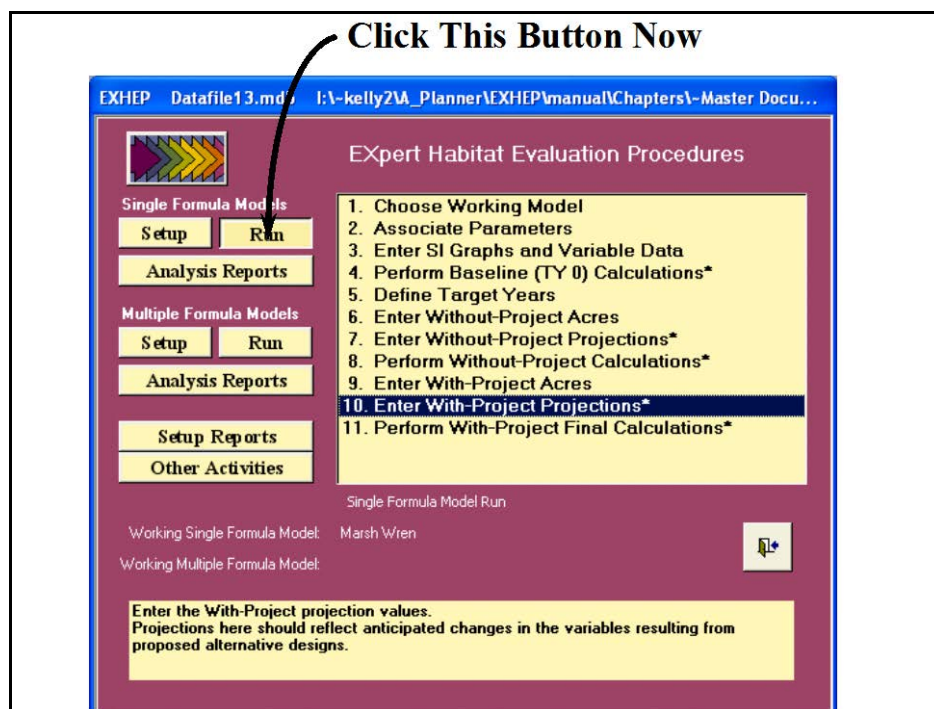 Click This Button Now
EXHEP Datafile13.mdb I:\~kelly2\A_Planner\EXHEP\manual\Chapters\~Master Docu...
EXpert Habitat Evaluation Procedures
Single Formula Models
Setup Run
Analysis Reports
Multiple Formula Models
Setup Run
Analysis Reports
Setup Reports
Other Activities
1. Choose Working Model
2. Associate Parameters
3. Enter SI Graphs and Variable Data
4. Perform Baseline (TY 0) Calculations*
5. Define Target Years
6. Enter Without-Project Acres
7. Enter Without-Project Projections*
8. Perform Without-Project Calculations*
9. Enter With-Project Acres
10. Enter With-Project Projections*
11. Perform With-Project Final Calculations*
Single Formula Model Run
Working Single Formula Model: Marsh Wren
Working Multiple Formula Model:
Enter the With-Project projection values.
Projections here should reflect anticipated changes in the variables resulting from
proposed alternative designs.